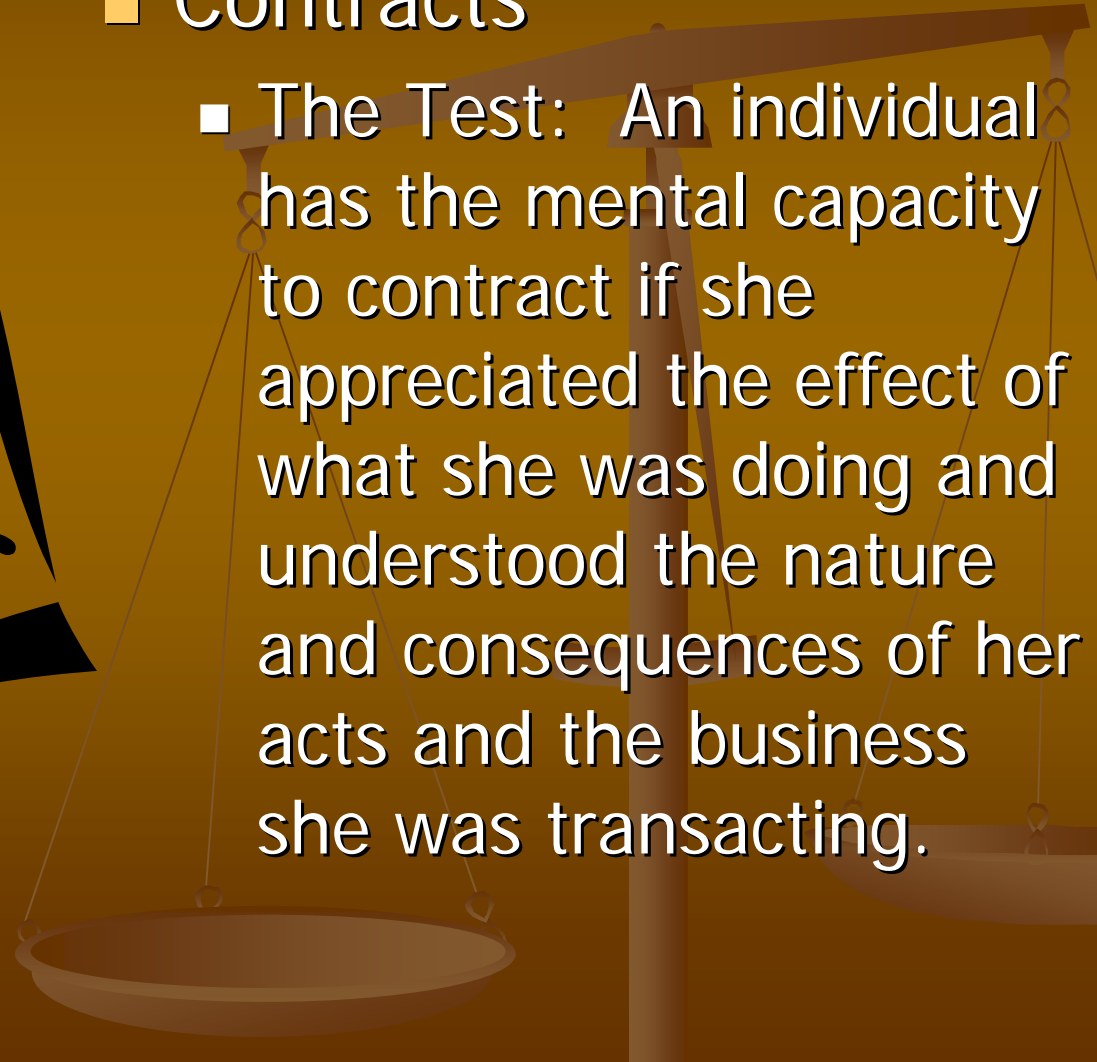 Contracts
The Test:  An individual
has the mental capacity
to contract if she
appreciated the effect of
what she was doing and
understood the nature
and consequences of her
acts and the business
she was transacting.